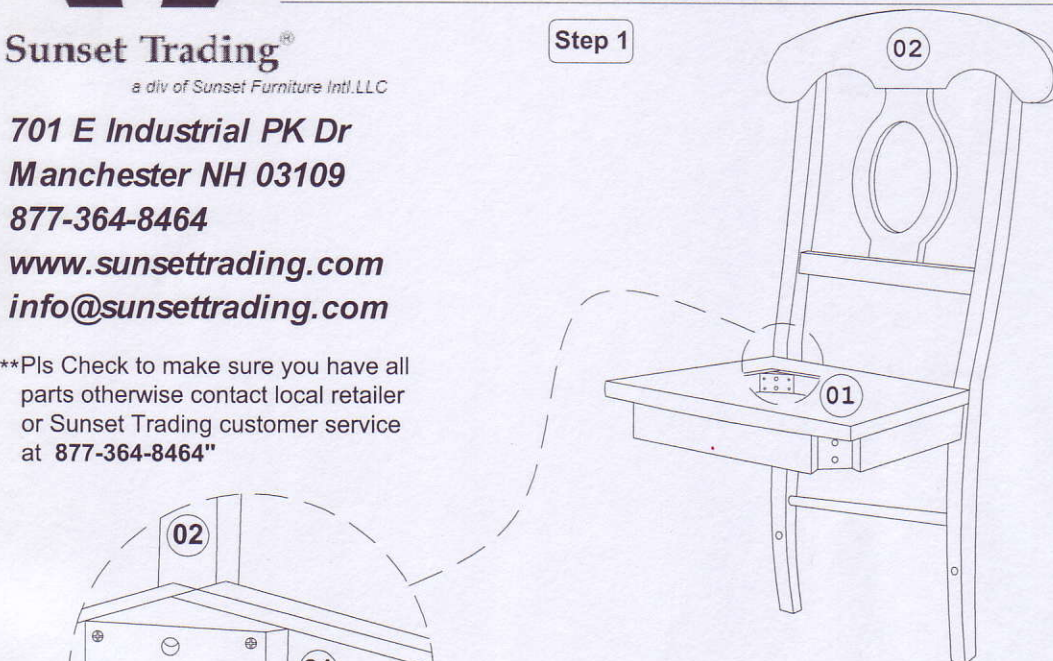 Sunset Trading®
a div of Sunset Furniture Intl.LLC
701 E Industrial PK Dr
Manchester NH 03109
877-364-8464
www.sunsettrading.com
info@sunsettrading.com
**Pls Check to make sure you have all
parts otherwise contact local retailer
or Sunset Trading customer service
at 877-364-8464"
Step 1
02
01
02